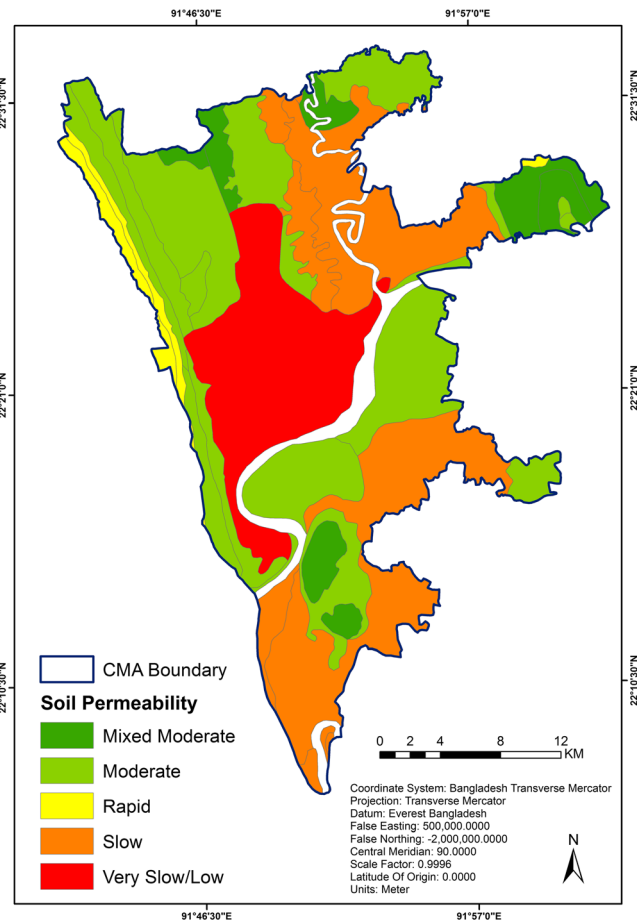 91°46'30"E 91°57'0"E
22°31'30"N 22°31'30"N
22°21'0"N 22°21'0"N
22°10'30"N 22°10'30"N
CMA Boundary
Soil Permeability
Mixed Moderate
Moderate
Rapid
Slow
Very Slow/Low
0 2 4 8 12
KM
Coordinate System: Bangladesh Transverse Mercator
Projection: Transverse Mercator
Datum: Everest Bangladesh
False Easting: 500,000.0000
False Northing: -2,000,000.0000
Central Meridian: 90.0000
Scale Factor: 0.9996
Latitude Of Origin: 0.0000
Units: Meter
N
91°46'30"E 91°57'0"E